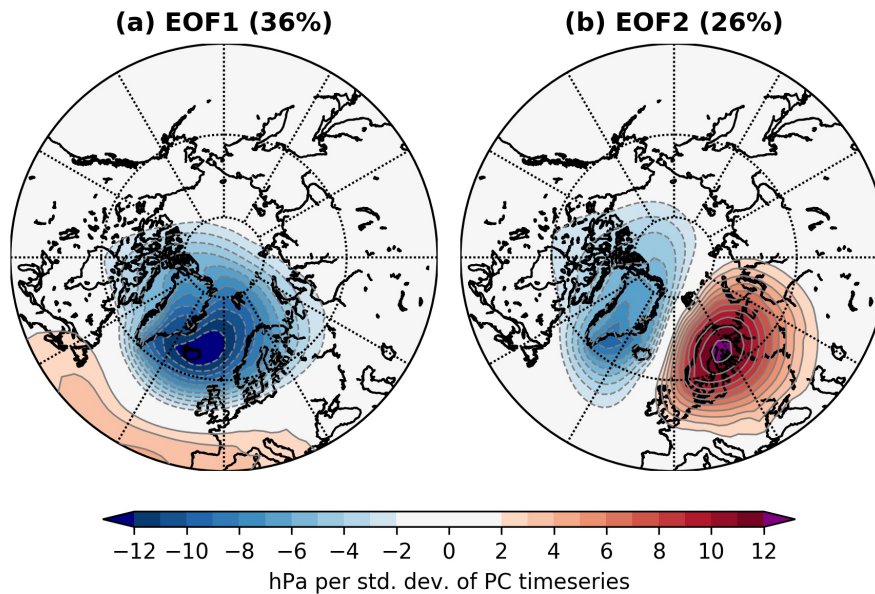 (a) EOF1 (36%) (b) EOF2 (26%)
−12 −10 −8 −6 −4 −2 0 2 4 6 8 10 12
hPa per std. dev. of PC timeseries